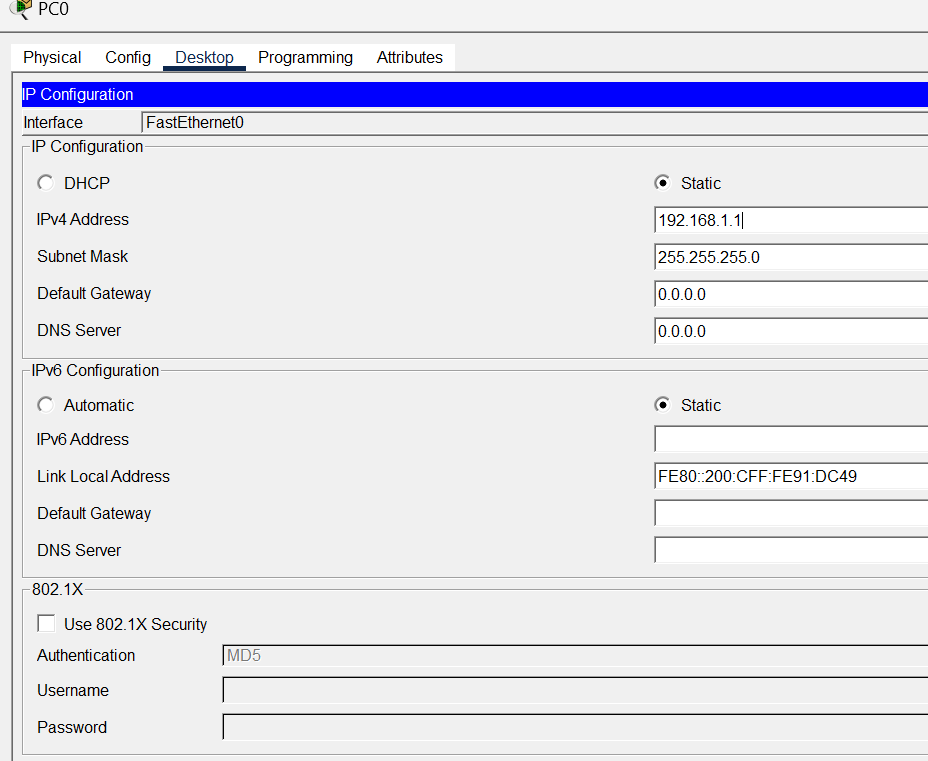 PC0
Physical Config Desktop Programming Attributes
IP Configuration
Interface FastEthernet0
IP Configuration
DHCP Static
IPv4 Address 192.168.1.1
Subnet Mask 255.255.255.0
Default Gateway 0.0.0.0
DNS Server 0.0.0.0
IPv6 Configuration
Automatic Static
IPv6 Address
Link Local Address FE80::200:CFF:FE91:DC49
Default Gateway
DNS Server
802.1X
Use 802.1X Security
Authentication MD5
Username
Password